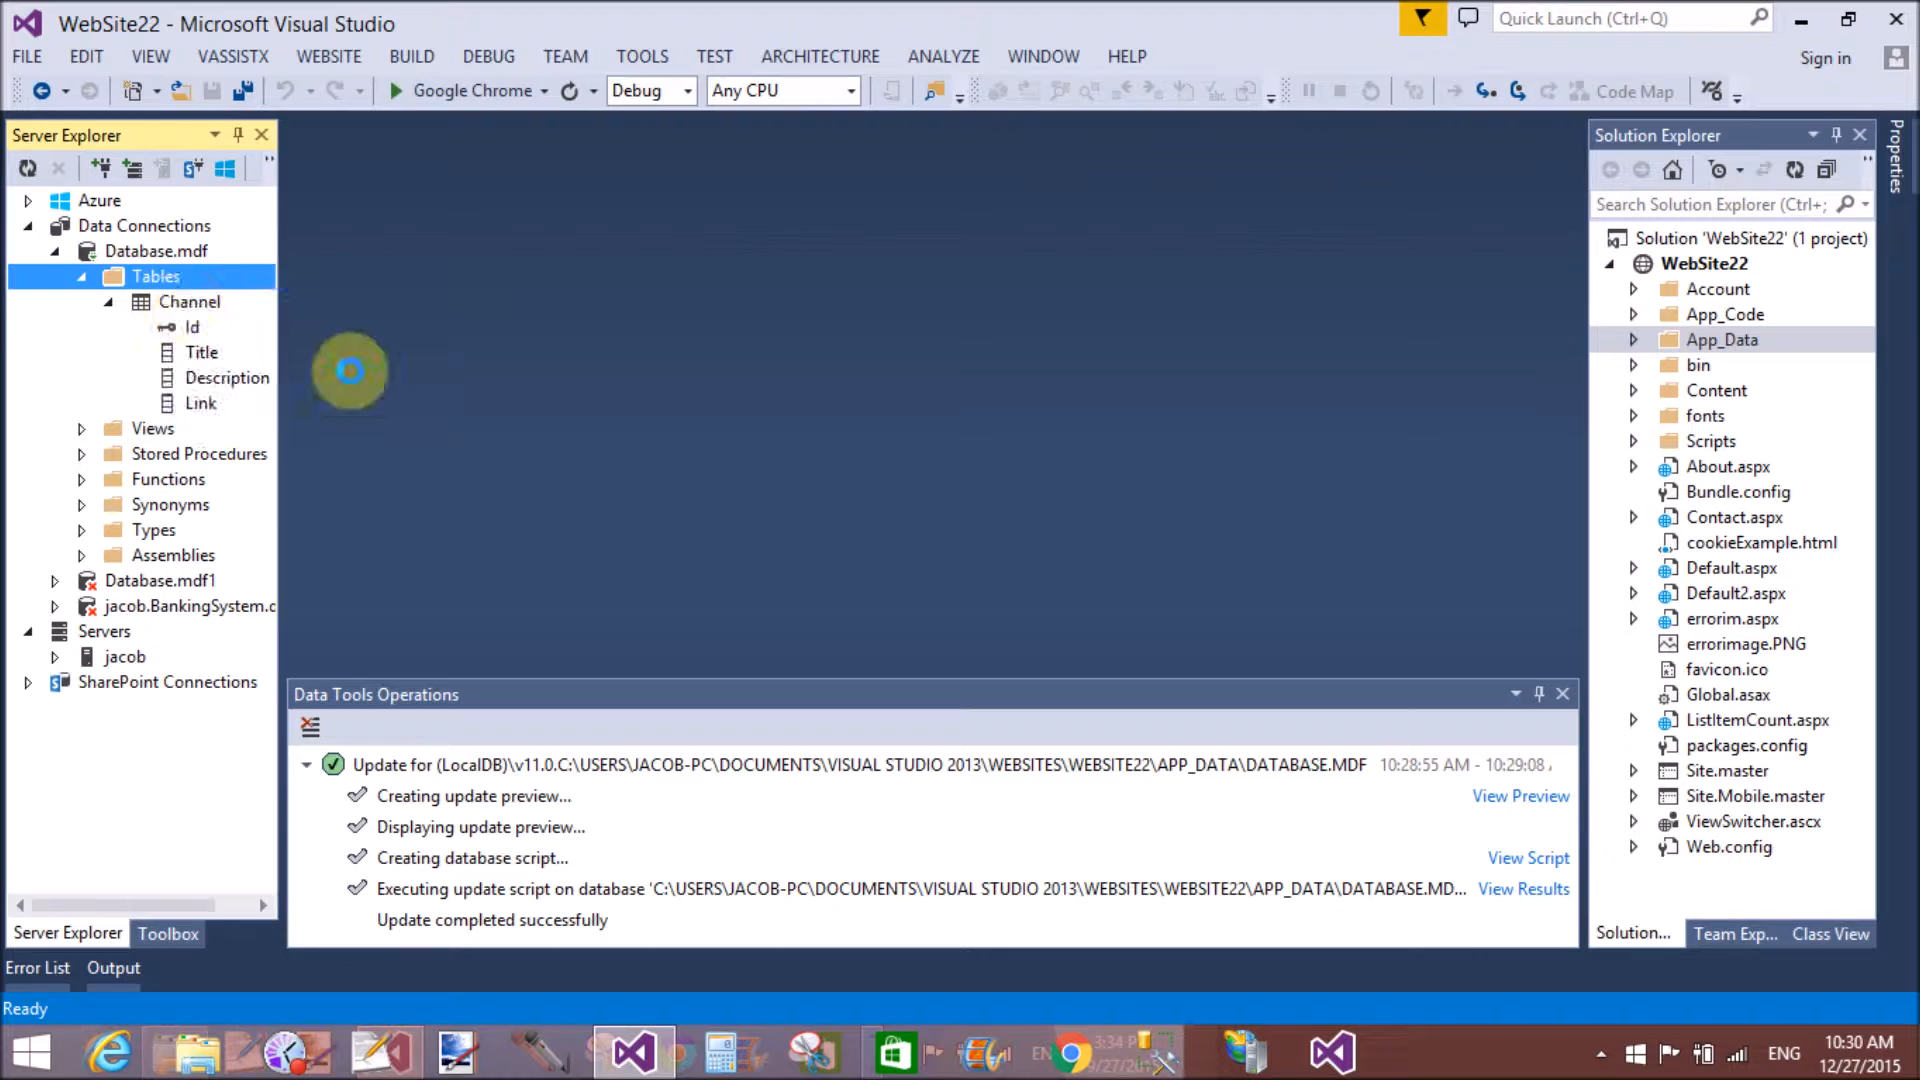 WebSite22 - Microsoft Visual Studio
Quick Launch (Ctrl+Q)
FILE EDIT VIEW VASSISTX WEBSITE BUILD DEBUG TEAM TOOLS TEST ARCHITECTURE ANALYZE WINDOW HELP
Sign in
Google Chrome Debug Any CPU Code Map
Server Explorer
Azure
Data Connections
Database.mdf
Tables
Channel
Id
Title
Description
Link
Views
Stored Procedures
Functions
Synonyms
Types
Assemblies
Database.mdf1
jacob.BankingSystem.c
Servers
jacob
SharePoint Connections
Server Explorer Toolbox
Data Tools Operations
Update for (LocalDB)\v11.0.C:\USERS\JACOB-PC\DOCUMENTS\VISUAL STUDIO 2013\WEBSITES\WEBSITE22\APP_DATA\DATABASE.MDF 10:28:55 AM - 10:29:08
Creating update preview... View Preview
Displaying update preview...
Creating database script... View Script
Executing update script on database 'C:\USERS\JACOB-PC\DOCUMENTS\VISUAL STUDIO 2013\WEBSITES\WEBSITE22\APP_DATA\DATABASE.MD... View Results
Update completed successfully
Solution Explorer
Search Solution Explorer (Ctrl+;
Solution 'WebSite22' (1 project)
WebSite22
Account
App_Code
App_Data
bin
Content
fonts
Scripts
About.aspx
Bundle.config
Contact.aspx
cookieExample.html
Default.aspx
Default2.aspx
errorim.aspx
errorimage.PNG
favicon.ico
Global.asax
ListItemCount.aspx
packages.config
Site.master
Site.Mobile.master
ViewSwitcher.ascx
Web.config
Solution... Team Exp... Class View
Properties
Error List Output
Ready
ENG
10:30 AM
12/27/2015